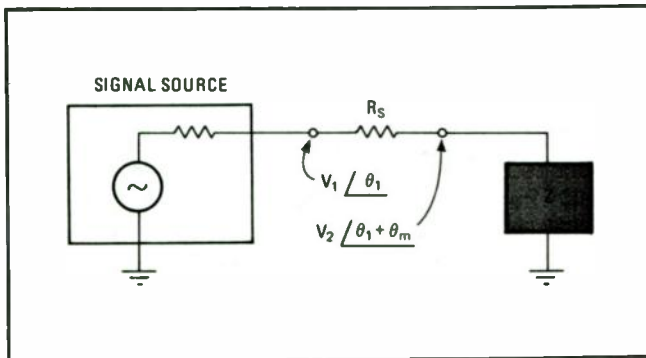 SIGNAL SOURCE
R_S
~
V_1 ∠θ_1
V_2 ∠θ_1 + θ_m